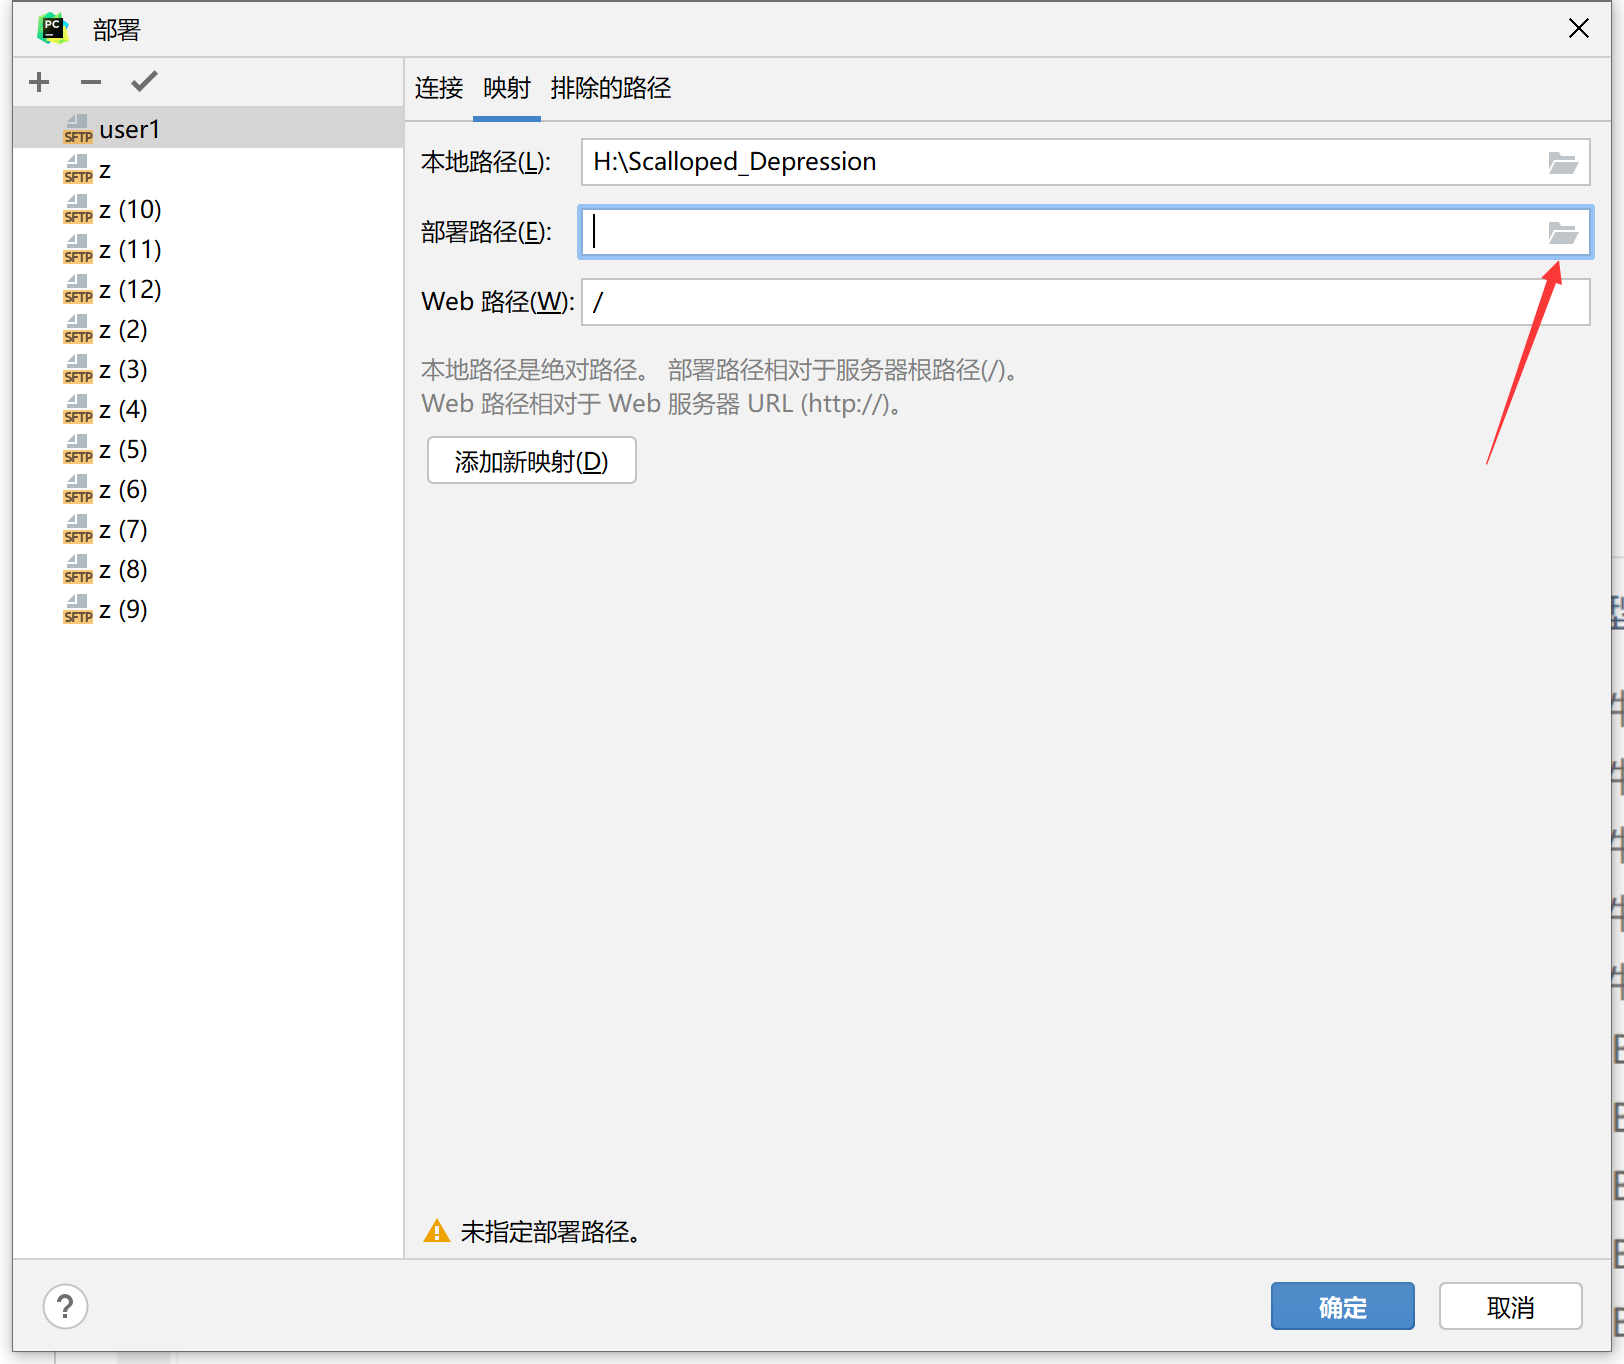 部署
连接 映射 排除的路径
SFTP user1
SFTP z
SFTP z (10)
SFTP z (11)
SFTP z (12)
SFTP z (2)
SFTP z (3)
SFTP z (4)
SFTP z (5)
SFTP z (6)
SFTP z (7)
SFTP z (8)
SFTP z (9)
本地路径(L): H:\Scalloped_Depression
部署路径(E):
Web 路径(W): /
本地路径是绝对路径。 部署路径相对于服务器根路径(/)。
Web 路径相对于 Web 服务器 URL (http://)。
添加新映射(D)
未指定部署路径。
?
确定 取消